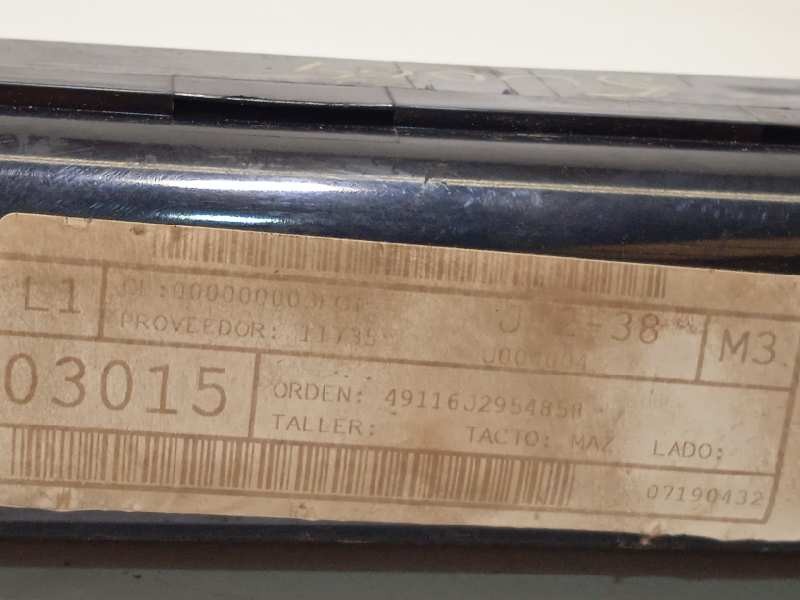 L1
PROVEEDOR: 11735
-38
M3
03015
ORDEN: 49116J2954858
TALLER:
TACTO: MAZ LADO:
07190432